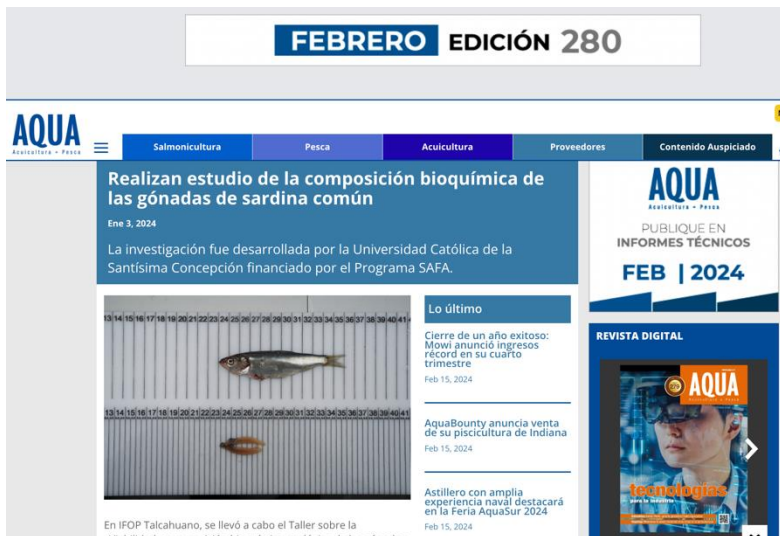 FEBRERO EDICIÓN 280
AQUA
Acuicultura + Pesca
Salmonicultura
Pesca
Acuicultura
Proveedores
Contenido Auspiciado
Realizan estudio de la composición bioquímica de
las gónadas de sardina común
Ene 3, 2024
La investigación fue desarrollada por la Universidad Católica de la
Santísima Concepción financiado por el Programa SAFA.
13 14 15 16 17 18 19 20 21 22 23 24 25 26 27 28 29 30 31 32 33 34 35 36 37 38 39 40 41
13 14 15 16 17 18 19 20 21 22 23 24 25 26 27 28 29 30 31 32 33 34 35 36 37 38 39 40 41
En IFOP Talcahuano, se llevó a cabo el Taller sobre la
Lo último
Cierre de un año exitoso:
Mowi anunció ingresos
récord en su cuarto
trimestre
Feb 15, 2024
AquaBounty anuncia venta
de su piscicultura de Indiana
Feb 15, 2024
Astillero con amplia
experiencia naval destacará
en la Feria AquaSur 2024
Feb 15, 2024
AQUA
Acuicultura + Pesca
PUBLIQUE EN
INFORMES TÉCNICOS
FEB | 2024
REVISTA DIGITAL
AQUA
Acuicultura + Pesca
tecnologías
para la industria